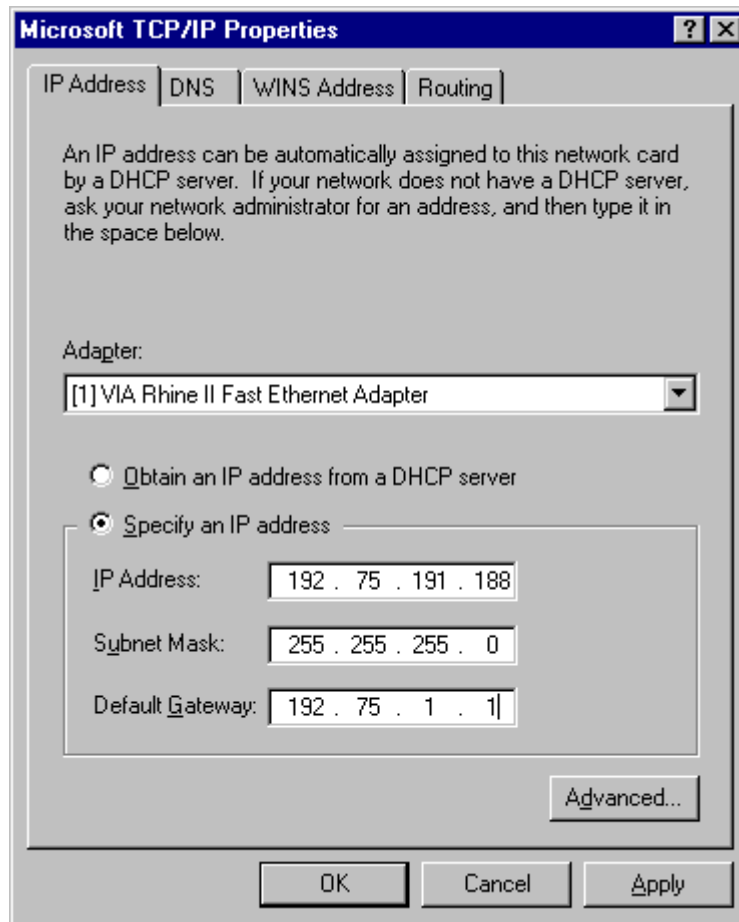 Microsoft TCP/IP Properties
IP Address DNS WINS Address Routing
An IP address can be automatically assigned to this network card
by a DHCP server.  If your network does not have a DHCP server,
ask your network administrator for an address, and then type it in
the space below.
Adapter:
[1] VIA Rhine II Fast Ethernet Adapter
Obtain an IP address from a DHCP server
Specify an IP address
IP Address: 192 . 75 . 191 . 188
Subnet Mask: 255 . 255 . 255 . 0
Default Gateway: 192 . 75 . 1 . 1
Advanced...
OK Cancel Apply